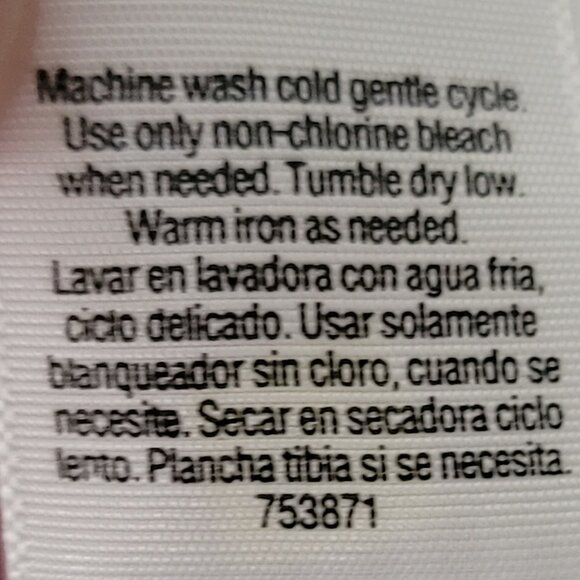 Machine wash cold gentle cycle.
Use only non-chlorine bleach
when needed. Tumble dry low.
Warm iron as needed.
Lavar en lavadora con agua fria,
ciclo delicado. Usar solamente
blanqueador sin cloro, cuando se
necesite. Secar en secadora ciclo
lento. Plancha tibia si se necesita.
753871